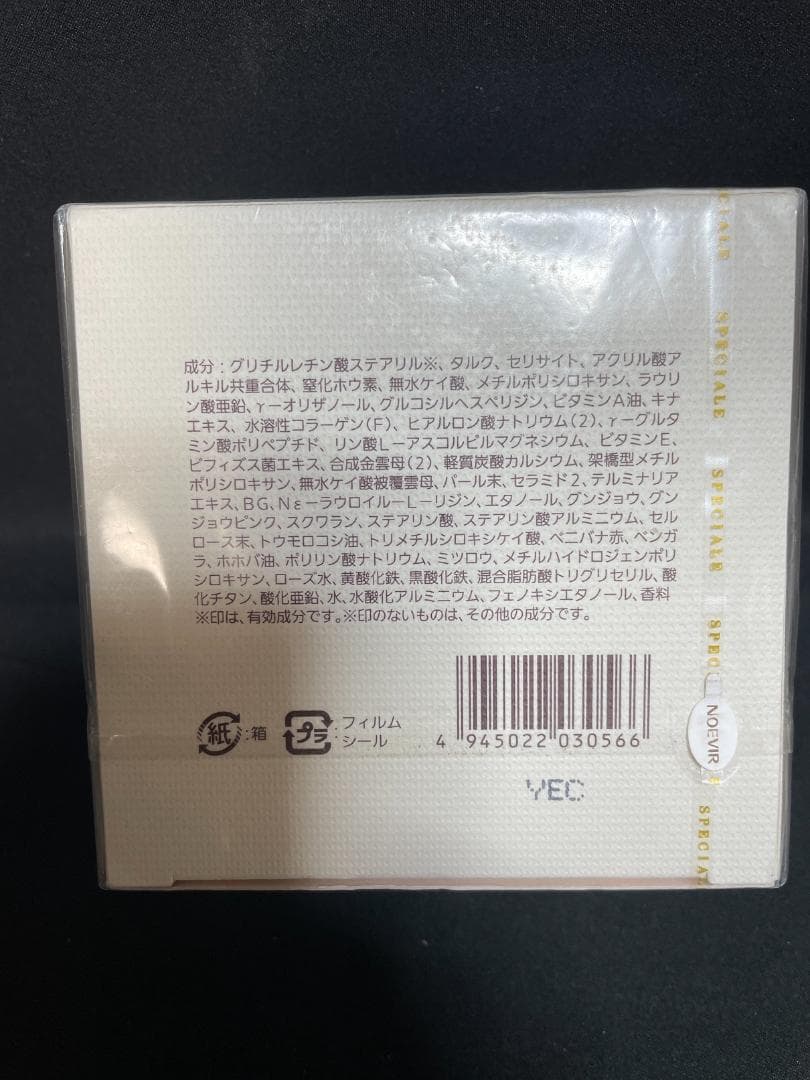 成分：グリチルレチン酸ステアリル※、タルク、セリサイト、アクリル酸ア
ルキル共重合体、窒化ホウ素、無水ケイ酸、メチルポリシロキサン、ラウリ
ン酸亜鉛、γーオリザノール、グルコシルヘスペリジン、ビタミンA油、キナ
エキス、水溶性コラーゲン(F)、ヒアルロン酸ナトリウム(2)、γーグルタ
ミン酸ポリペプチド、リン酸Lーアスコルビルマグネシウム、ビタミンE、
ビフィズス菌エキス、合成金雲母(2)、軽質炭酸カルシウム、架橋型メチル
ポリシロキサン、無水ケイ酸被覆雲母、パール末、セラミド2、テルミナリア
エキス、BG、NεーラウロイルーLーリジン、エタノール、グンジョウ、グン
ジョウピンク、スクワラン、ステアリン酸、ステアリン酸アルミニウム、セル
ロース末、トウモロコシ油、トリメチルシロキシケイ酸、ベニバナ赤、ベンガ
ラ、ホホバ油、ポリリン酸ナトリウム、ミツロウ、メチルハイドロジェンポリ
シロキサン、ローズ水、黄酸化鉄、黒酸化鉄、混合脂肪酸トリグリセリル、酸
化チタン、酸化亜鉛、水、水酸化アルミニウム、フェノキシエタノール、香料
※印は、有効成分です。※印のないものは、その他の成分です。
紙:箱
プラ:フィルム
シール
4 945022 030566
YEC
CIALE
SPECIALE
SPECIALE
SPEC
NOEVIR
SPECIAL